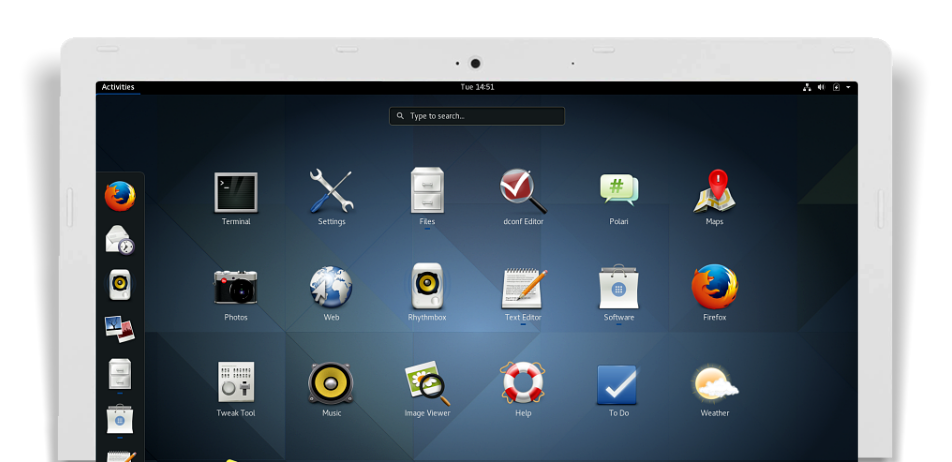 Activities
Tue 14:51
Type to search...
Terminal
Settings
Files
dconf Editor
Polari
Maps
Photos
Web
Rhythmbox
Text Editor
Software
Firefox
Tweak Tool
Music
Image Viewer
Help
To Do
Weather